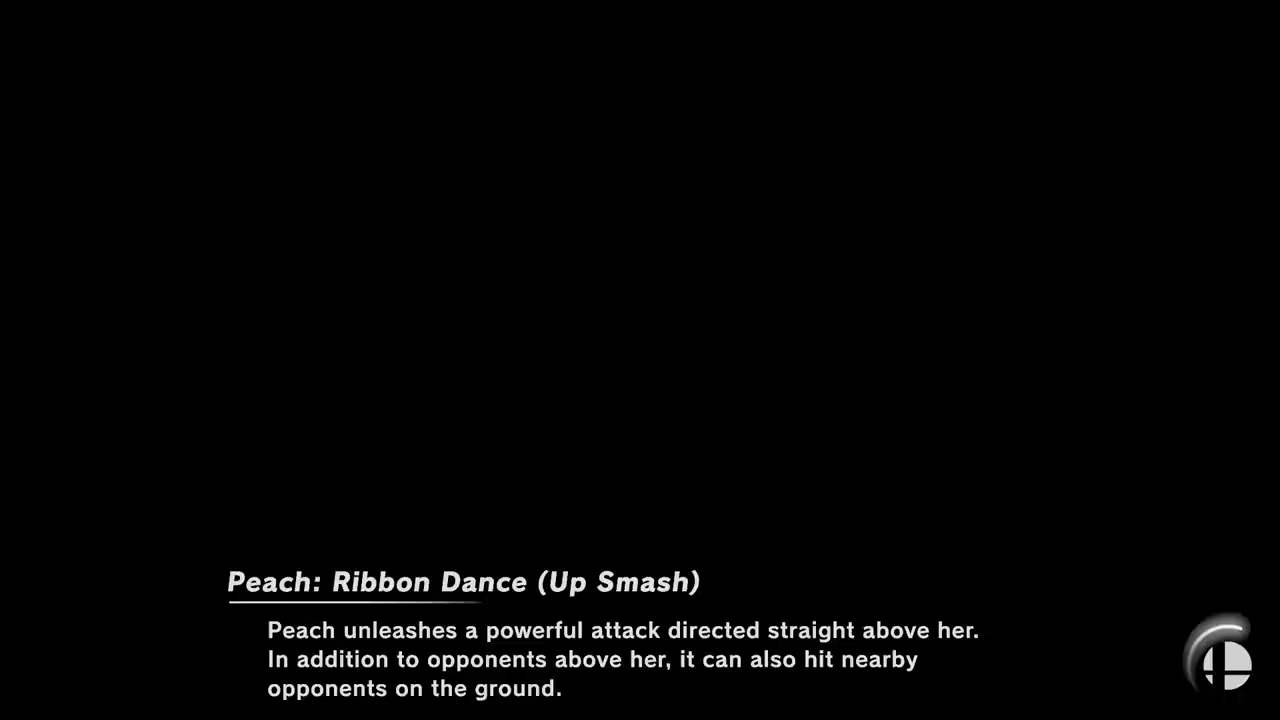 Peach: Ribbon Dance (Up Smash)
Peach unleashes a powerful attack directed straight above her.
In addition to opponents above her, it can also hit nearby
opponents on the ground.